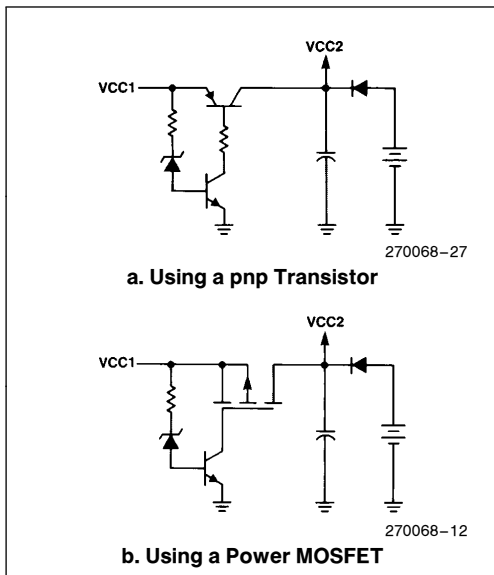 VCC2
VCC1
270068–27
a. Using a pnp Transistor
VCC2
VCC1
270068–12
b. Using a Power MOSFET